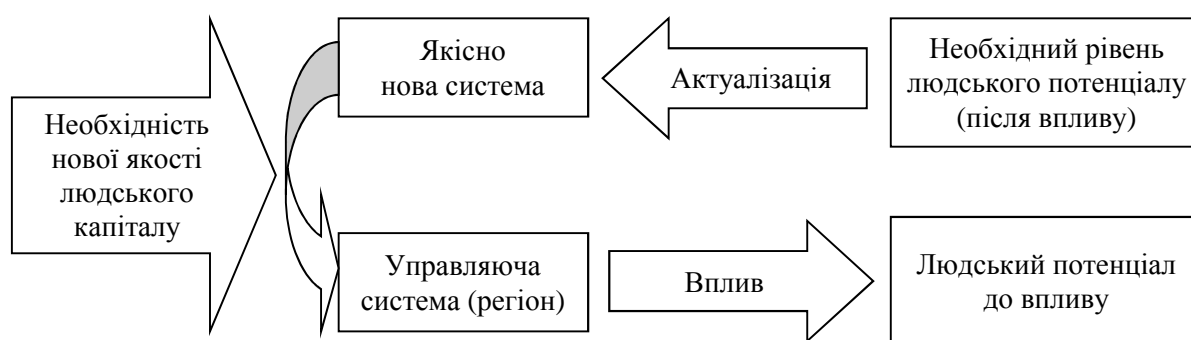 Необхідність
нової якості
людського
капіталу
Якісно
нова система
Актуалізація
Необхідний рівень
людського потенціалу
(після впливу)
Управляюча
система (регіон)
Вплив
Людський потенціал
до впливу